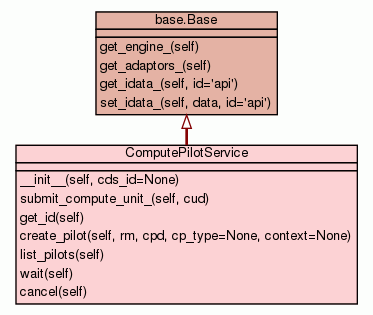 base.Base
get_engine_(self)
get_adaptors_(self)
get_idata_(self, id='api')
set_idata_(self, data, id='api')
ComputePilotService
__init__(self, cds_id=None)
submit_compute_unit_(self, cud)
get_id(self)
create_pilot(self, rm, cpd, cp_type=None, context=None)
list_pilots(self)
wait(self)
cancel(self)